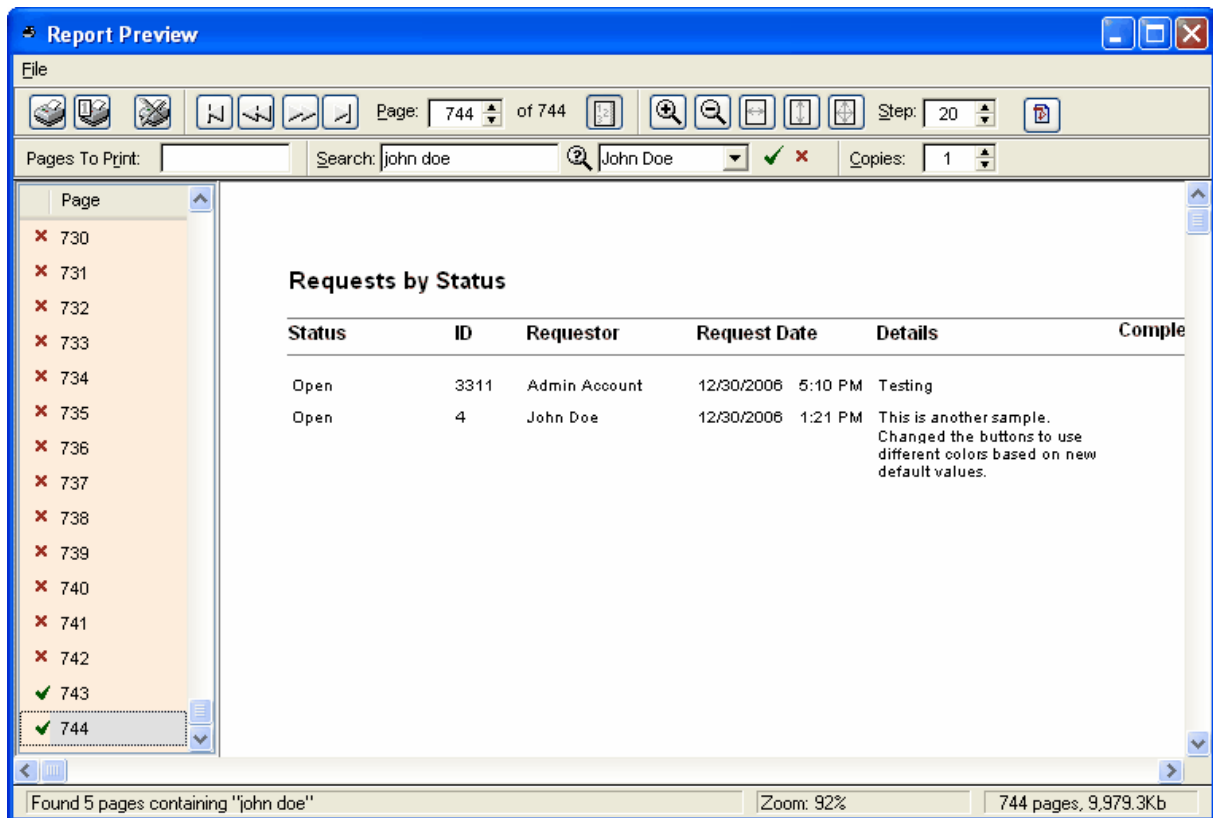 Report Preview
File
Page: 744 of 744 Step: 20
Pages To Print: Search: john doe John Doe Copies: 1
Page
730
731
732
733
734
735
736
737
738
739
740
741
742
743
744
Requests by Status
Status ID Requestor Request Date Details Comple
Open 3311 Admin Account 12/30/2006 5:10 PM Testing
Open 4 John Doe 12/30/2006 1:21 PM This is another sample.
Changed the buttons to use
different colors based on new
default values.
Found 5 pages containing "john doe" Zoom: 92% 744 pages, 9,979.3Kb